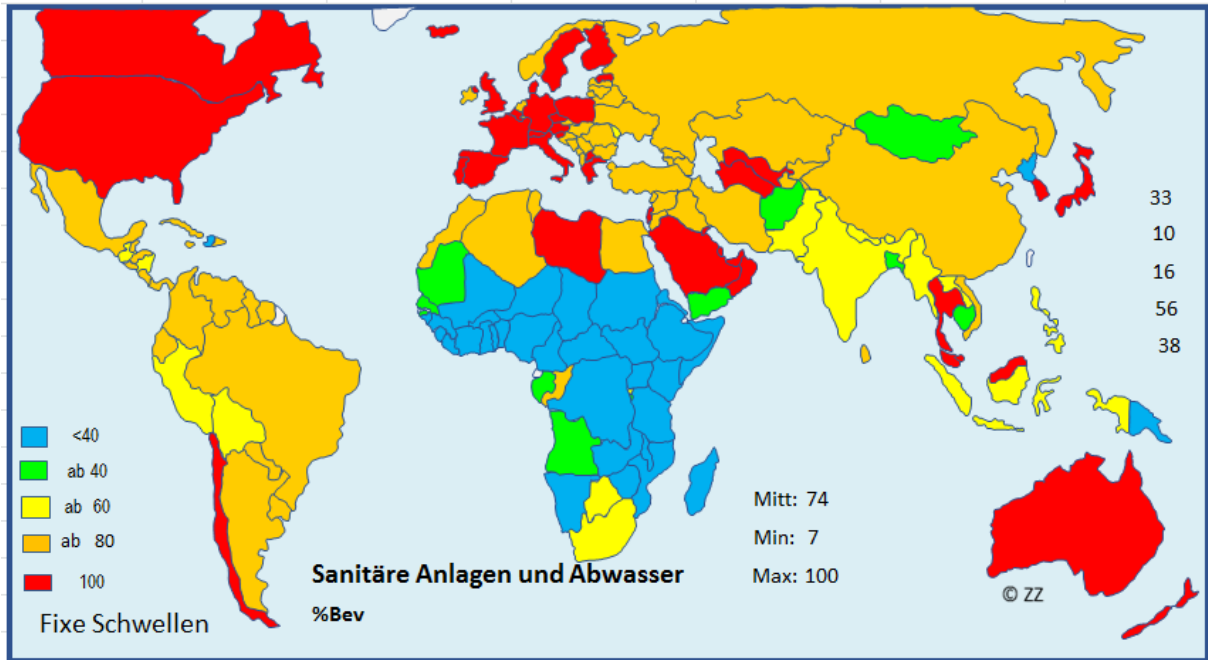 33
10
16
56
38
<40
ab 40
ab 60
ab 80
100
Mitt: 74
Min: 7
Max: 100
Sanitäre Anlagen und Abwasser
%Bev
Fixe Schwellen
© ZZ